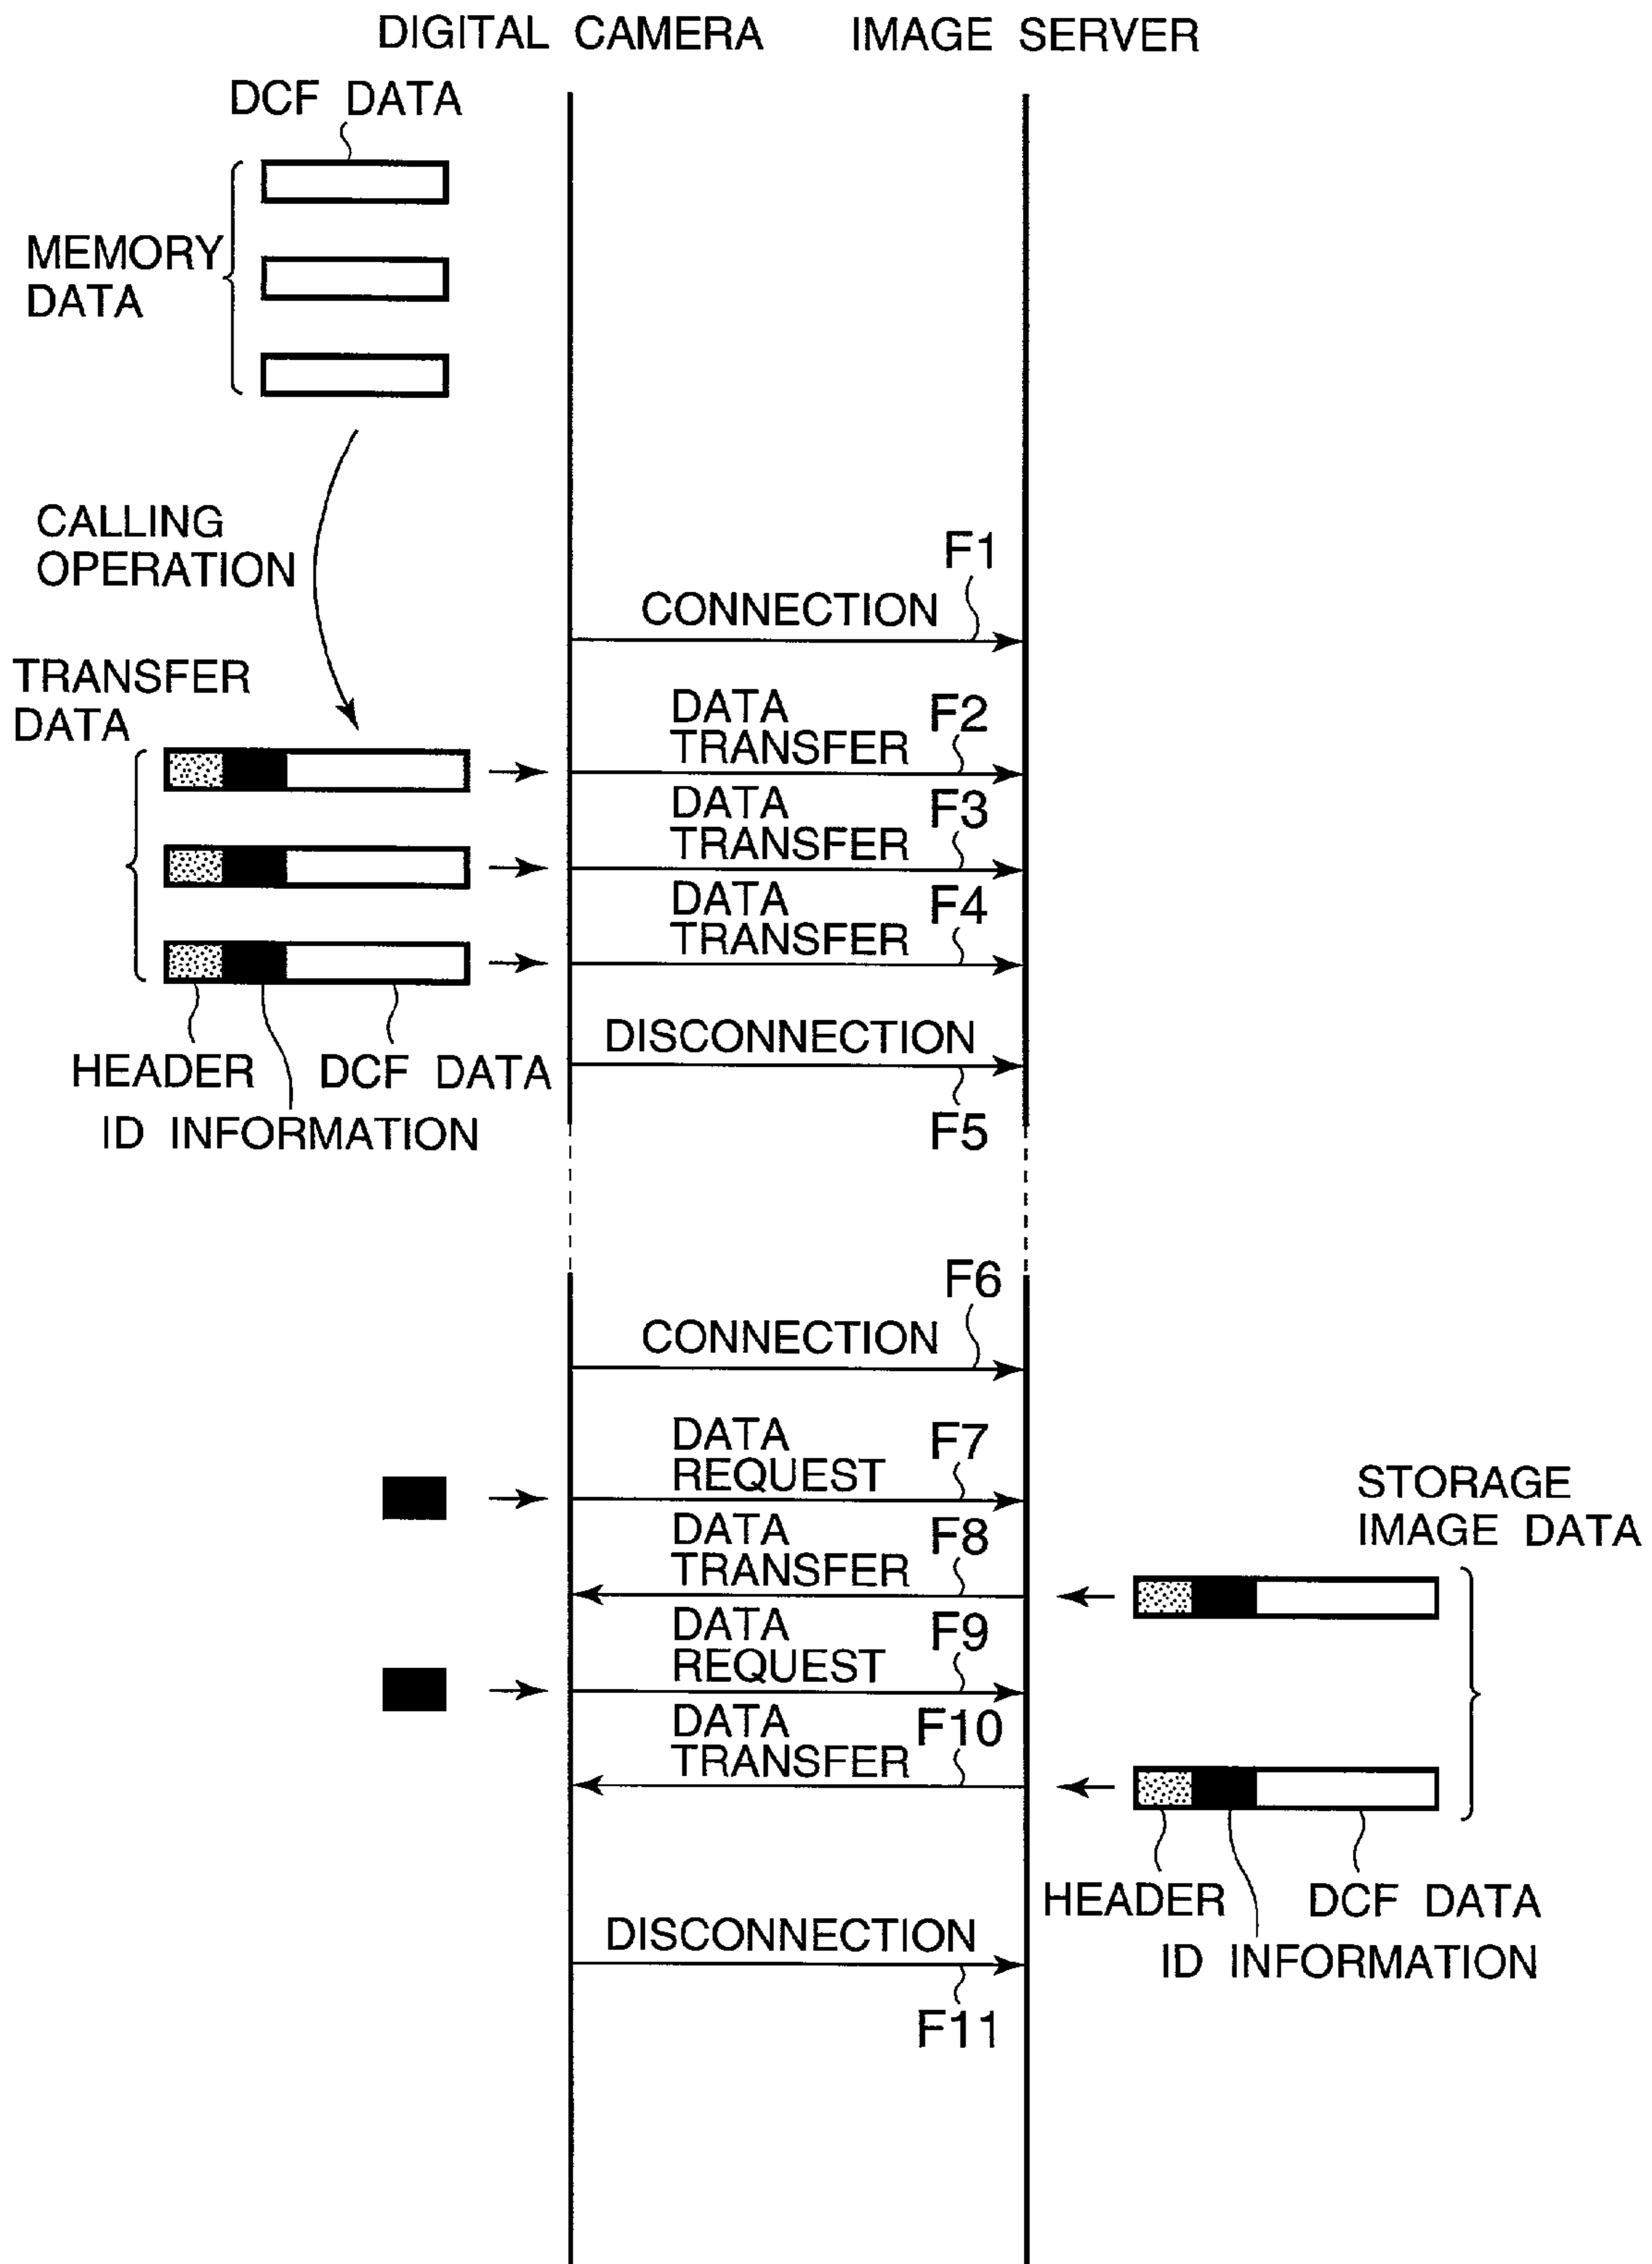 DIGITAL CAMERA IMAGE SERVER
DCF DATA
MEMORY
DATA
CALLING
OPERATION
F1
CONNECTION
TRANSFER
DATA
DATA
TRANSFER
F2
DATA
TRANSFER
F3
DATA
TRANSFER
F4
DISCONNECTION
F5
HEADER
DCF DATA
ID INFORMATION
F6
CONNECTION
DATA
REQUEST
F7
STORAGE
IMAGE DATA
DATA
TRANSFER
F8
DATA
REQUEST
F9
DATA
TRANSFER
F10
HEADER
DCF DATA
ID INFORMATION
DISCONNECTION
F11